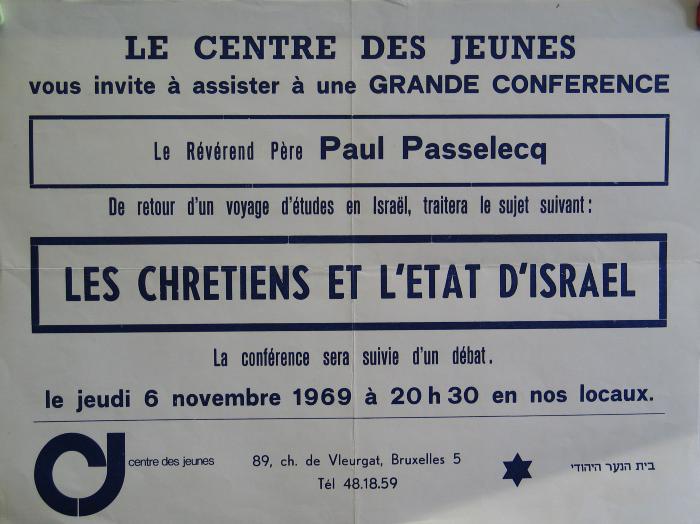 LE CENTRE DES JEUNES
vous invite à assister à une GRANDE CONFERENCE
Le Révérend Père Paul Passelecq
De retour d'un voyage d'études en Israël, traitera le sujet suivant :
LES CHRETIENS ET L'ETAT D'ISRAEL
La conférence sera suivie d'un débat.
le jeudi 6 novembre 1969 à 20 h 30 en nos locaux.
CJ centre des jeunes
89, ch. de Vleurgat, Bruxelles 5
Tél 48.18.59
בית הנער היהודי